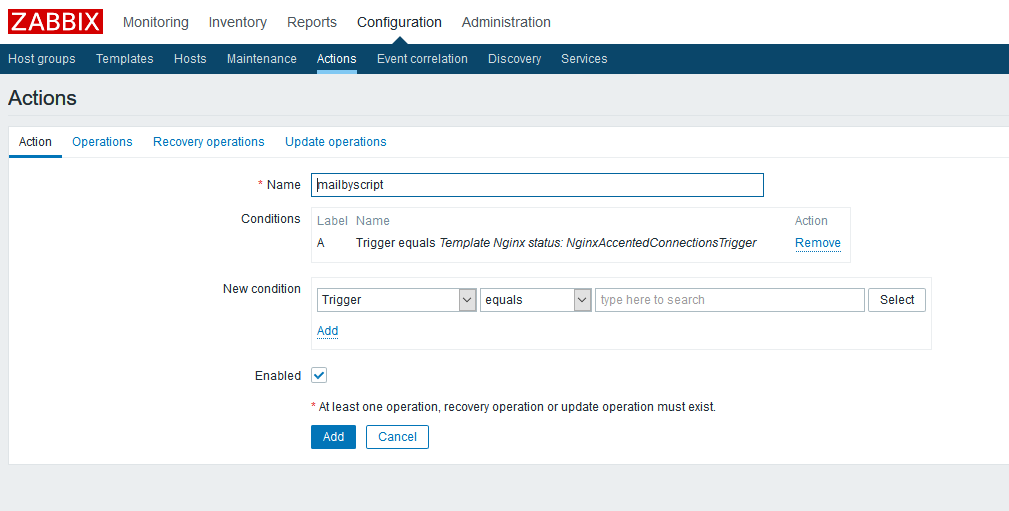 ZABBIX Monitoring Inventory Reports Configuration Administration
Host groups Templates Hosts Maintenance Actions Event correlation Discovery Services
Actions
Action Operations Recovery operations Update operations
* Name mailbyscript
Conditions Label Name Action
A Trigger equals Template Nginx status: NginxAccentedConnectionsTrigger Remove
New condition Trigger equals type here to search Select
Add
Enabled
* At least one operation, recovery operation or update operation must exist.
Add Cancel